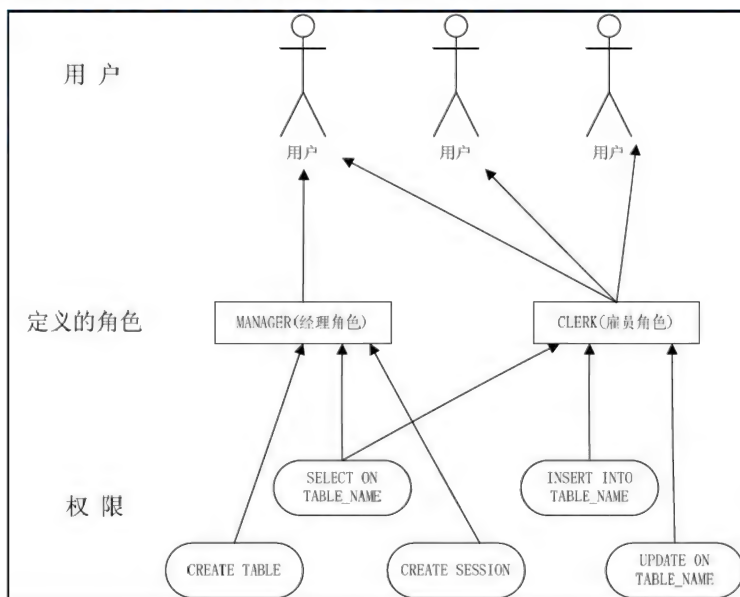 用 户
用户
用户
用户
定义的角色
MANAGER(经理角色)
CLERK(雇员角色)
权 限
SELECT ON
TABLE_NAME
INSERT INTO
TABLE_NAME
CREATE TABLE
CREATE SESSION
UPDATE ON
TABLE_NAME